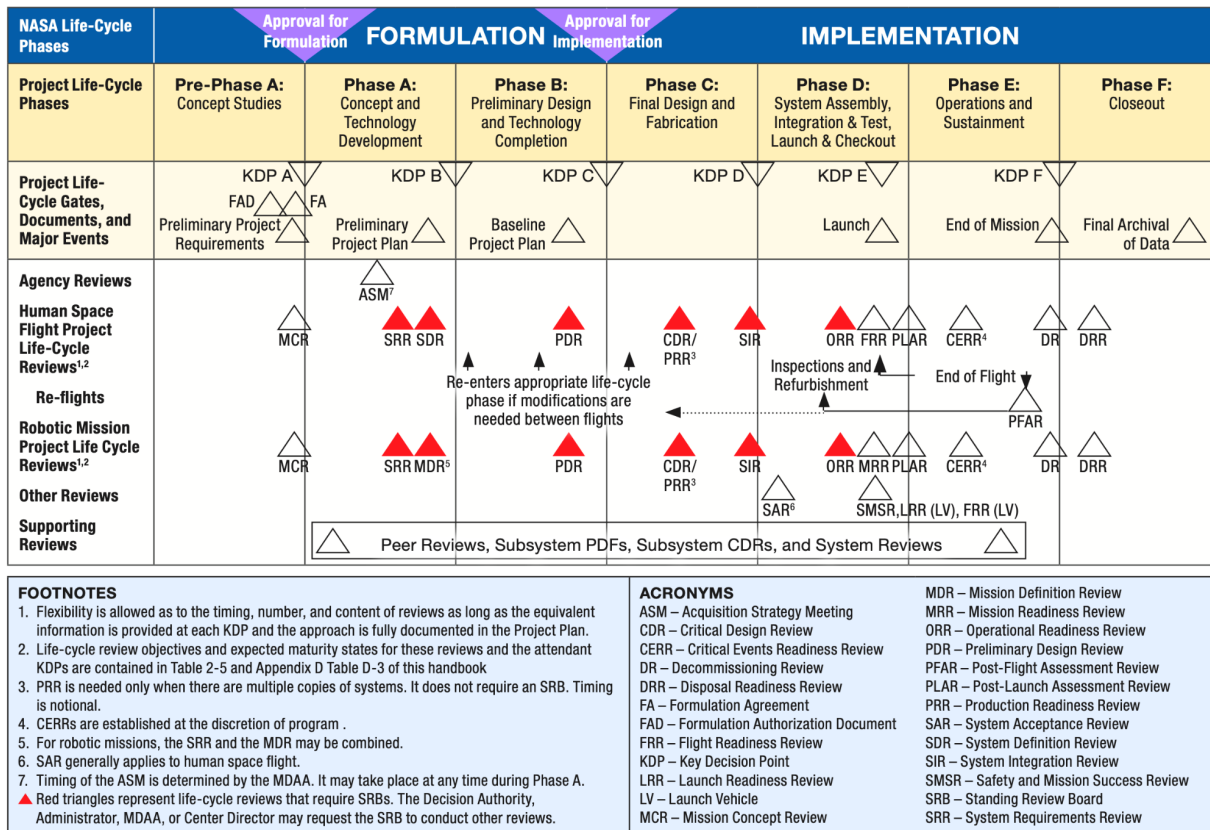 NASA Life-Cycle
Phases
Approval for
Formulation
FORMULATION
Approval for
Implementation
IMPLEMENTATION
Project Life-Cycle
Phases
Pre-Phase A:
Concept Studies
Phase A:
Concept and
Technology
Development
Phase B:
Preliminary Design
and Technology
Completion
Phase C:
Final Design and
Fabrication
Phase D:
System Assembly,
Integration & Test,
Launch & Checkout
Phase E:
Operations and
Sustainment
Phase F:
Closeout
Project Life-
Cycle Gates,
Documents, and
Major Events
KDP A
KDP B
KDP C
KDP D
KDP E
KDP F
FAD
FA
Preliminary Project
Requirements
Preliminary
Project Plan
Baseline
Project Plan
Launch
End of Mission
Final Archival
of Data
Agency Reviews
ASM7
Human Space
Flight Project
Life-Cycle
Reviews1,2
MCR
SRR
SDR
PDR
CDR/
PRR3
SIR
ORR
FRR
PLAR
CERR4
DR
DRR
Re-flights
Re-enters appropriate life-cycle
phase if modifications are
needed between flights
Inspections and
Refurbishment
End of Flight
PFAR
Robotic Mission
Project Life Cycle
Reviews1,2
MCR
SRR
MDR5
PDR
CDR/
PRR3
SIR
ORR
MRR
PLAR
CERR4
DR
DRR
Other Reviews
SAR6
SMSR,LRR (LV), FRR (LV)
Supporting
Reviews
Peer Reviews, Subsystem PDFs, Subsystem CDRs, and System Reviews
FOOTNOTES
1. Flexibility is allowed as to the timing, number, and content of reviews as long as the equivalent
information is provided at each KDP and the approach is fully documented in the Project Plan.
2. Life-cycle review objectives and expected maturity states for these reviews and the attendant
KDPs are contained in Table 2-5 and Appendix D Table D-3 of this handbook
3. PRR is needed only when there are multiple copies of systems. It does not require an SRB. Timing
is notional.
4. CERRs are established at the discretion of program .
5. For robotic missions, the SRR and the MDR may be combined.
6. SAR generally applies to human space flight.
7. Timing of the ASM is determined by the MDAA. It may take place at any time during Phase A.
Red triangles represent life-cycle reviews that require SRBs. The Decision Authority,
Administrator, MDAA, or Center Director may request the SRB to conduct other reviews.
ACRONYMS
ASM – Acquisition Strategy Meeting
CDR – Critical Design Review
CERR – Critical Events Readiness Review
DR – Decommissioning Review
DRR – Disposal Readiness Review
FA – Formulation Agreement
FAD – Formulation Authorization Document
FRR – Flight Readiness Review
KDP – Key Decision Point
LRR – Launch Readiness Review
LV – Launch Vehicle
MCR – Mission Concept Review
MDR – Mission Definition Review
MRR – Mission Readiness Review
ORR – Operational Readiness Review
PDR – Preliminary Design Review
PFAR – Post-Flight Assessment Review
PLAR – Post-Launch Assessment Review
PRR – Production Readiness Review
SAR – System Acceptance Review
SDR – System Definition Review
SIR – System Integration Review
SMSR – Safety and Mission Success Review
SRB – Standing Review Board
SRR – System Requirements Review